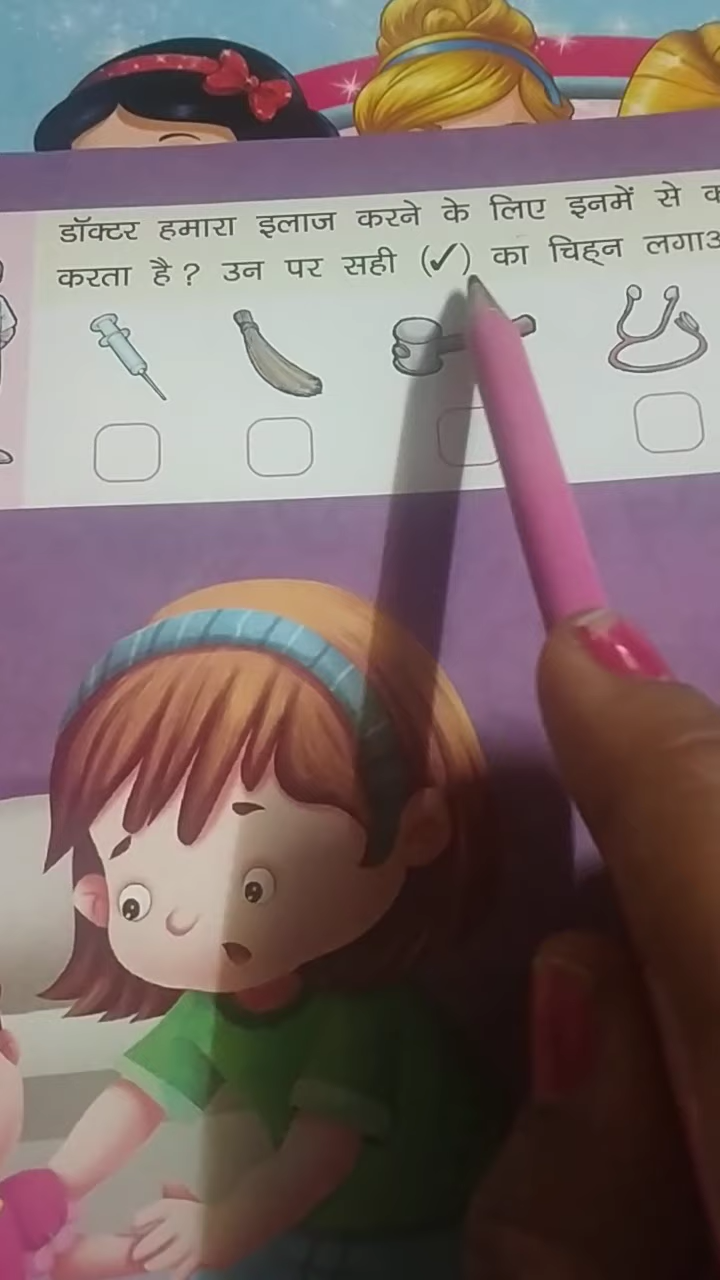 डॉक्टर हमारा इलाज करने के लिए इनमें से
करता है? उन पर सही (✓) का चिह्न